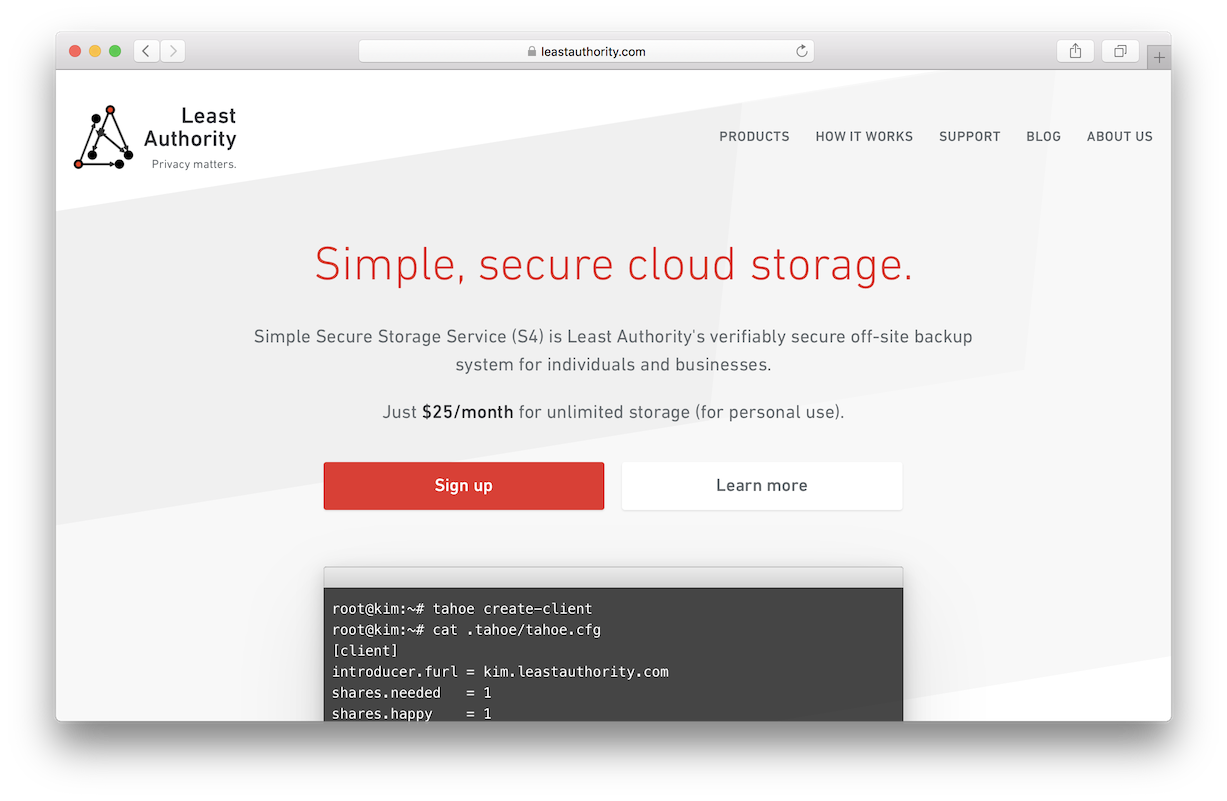 leastauthority.com
Least
Authority
Privacy matters.
PRODUCTS HOW IT WORKS SUPPORT BLOG ABOUT US
Simple, secure cloud storage.
Simple Secure Storage Service (S4) is Least Authority's verifiably secure off-site backup
system for individuals and businesses.
Just $25/month for unlimited storage (for personal use).
Sign up Learn more
root@kim:~# tahoe create-client
root@kim:~# cat .tahoe/tahoe.cfg
[client]
introducer.furl = kim.leastauthority.com
shares.needed   = 1
shares.happy    = 1